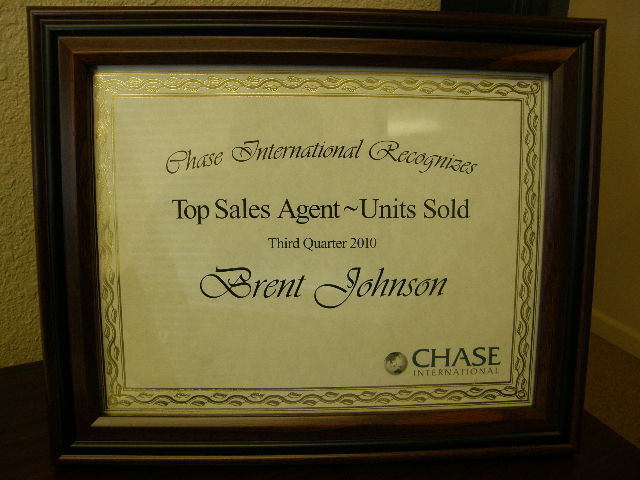 Chase International Recognizes
Top Sales Agent~Units Sold
Third Quarter 2010
Brent Johnson
CHASE
INTERNATIONAL